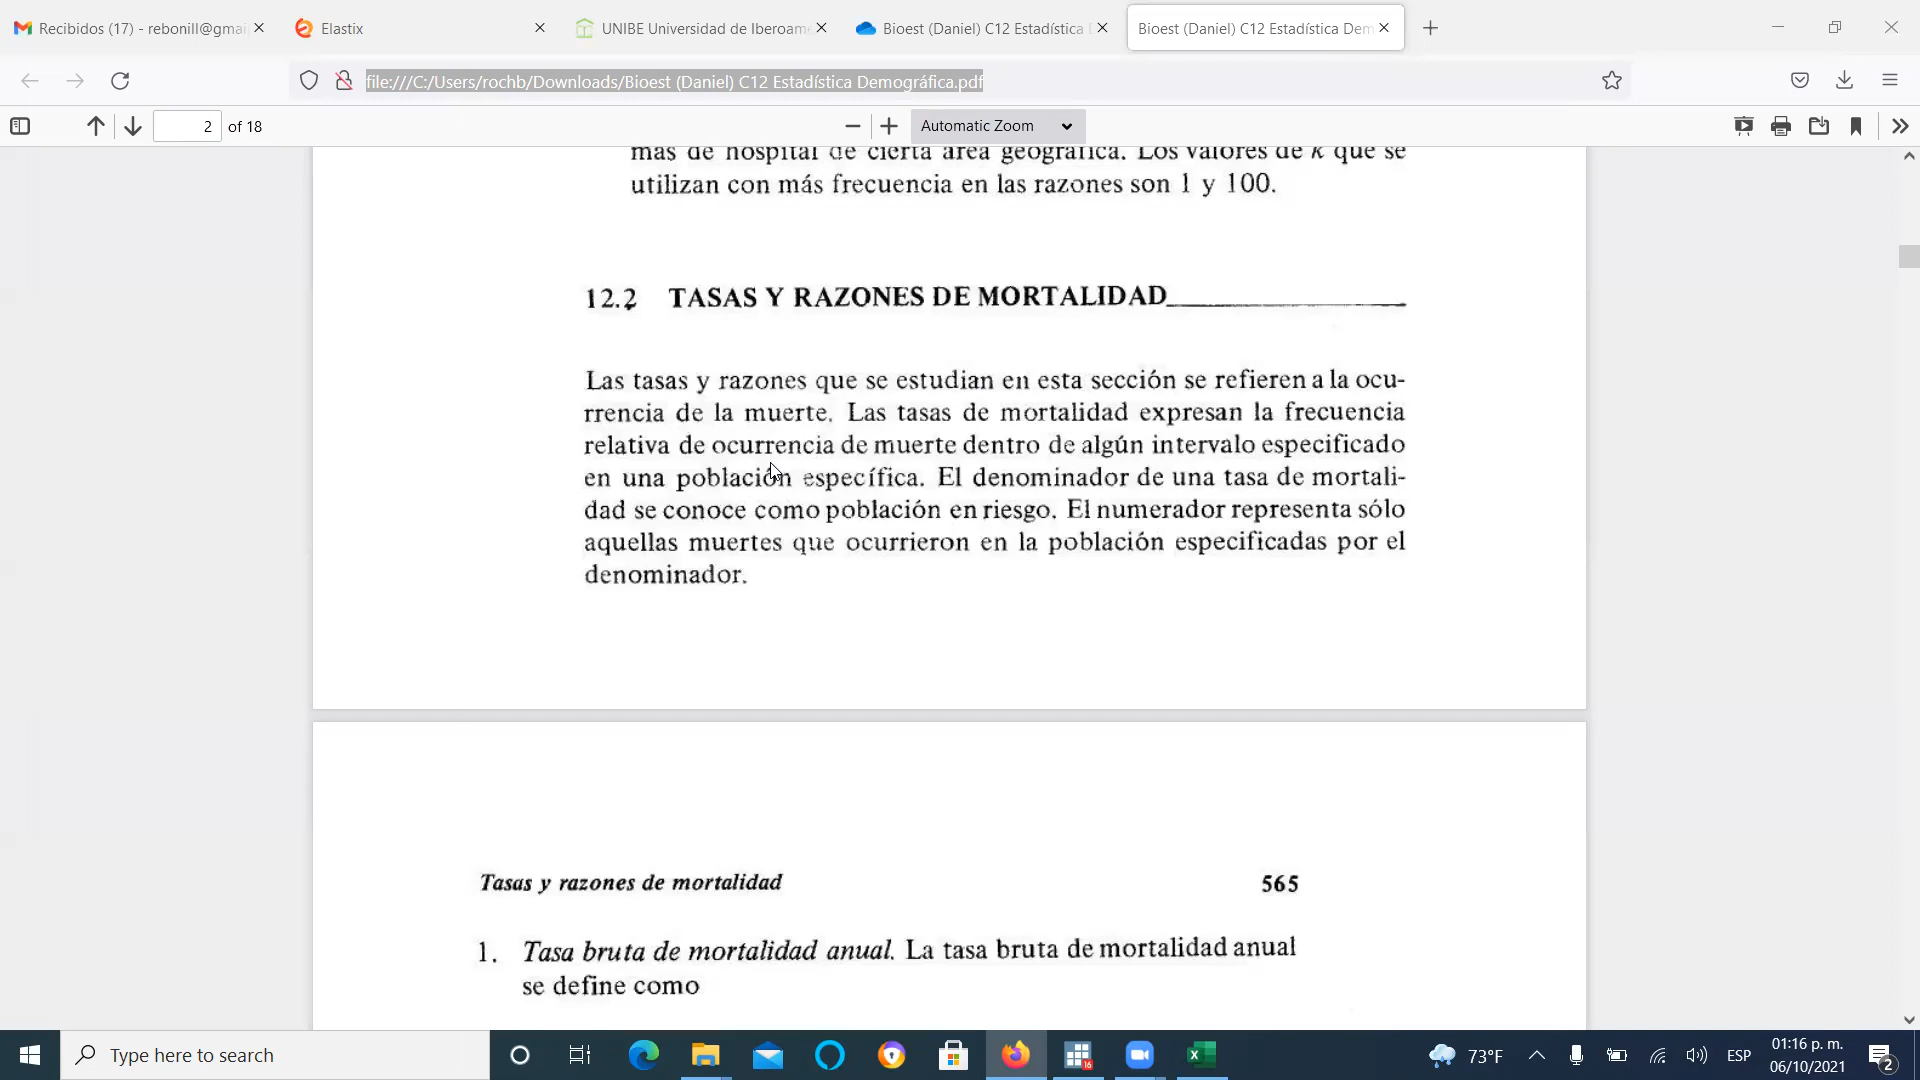 Recibidos (17) - rebonill@gmai
Elastix
UNIBE Universidad de Iberoam
Bioest (Daniel) C12 Estadística D
Bioest (Daniel) C12 Estadística Dem
file:///C:/Users/rochb/Downloads/Bioest (Daniel) C12 Estadística Demográfica.pdf
2 of 18
Automatic Zoom
más de hospital de cierta área geográfica. Los valores de k que se
utilizan con más frecuencia en las razones son 1 y 100.
12.2 TASAS Y RAZONES DE MORTALIDAD
Las tasas y razones que se estudian en esta sección se refieren a la ocu-
rrencia de la muerte. Las tasas de mortalidad expresan la frecuencia
relativa de ocurrencia de muerte dentro de algún intervalo especificado
en una población específica. El denominador de una tasa de mortali-
dad se conoce como población en riesgo. El numerador representa sólo
aquellas muertes que ocurrieron en la población especificadas por el
denominador.
Tasas y razones de mortalidad 565
1. Tasa bruta de mortalidad anual. La tasa bruta de mortalidad anual
se define como
Type here to search
16
73°F
ESP
01:16 p. m.
06/10/2021
2